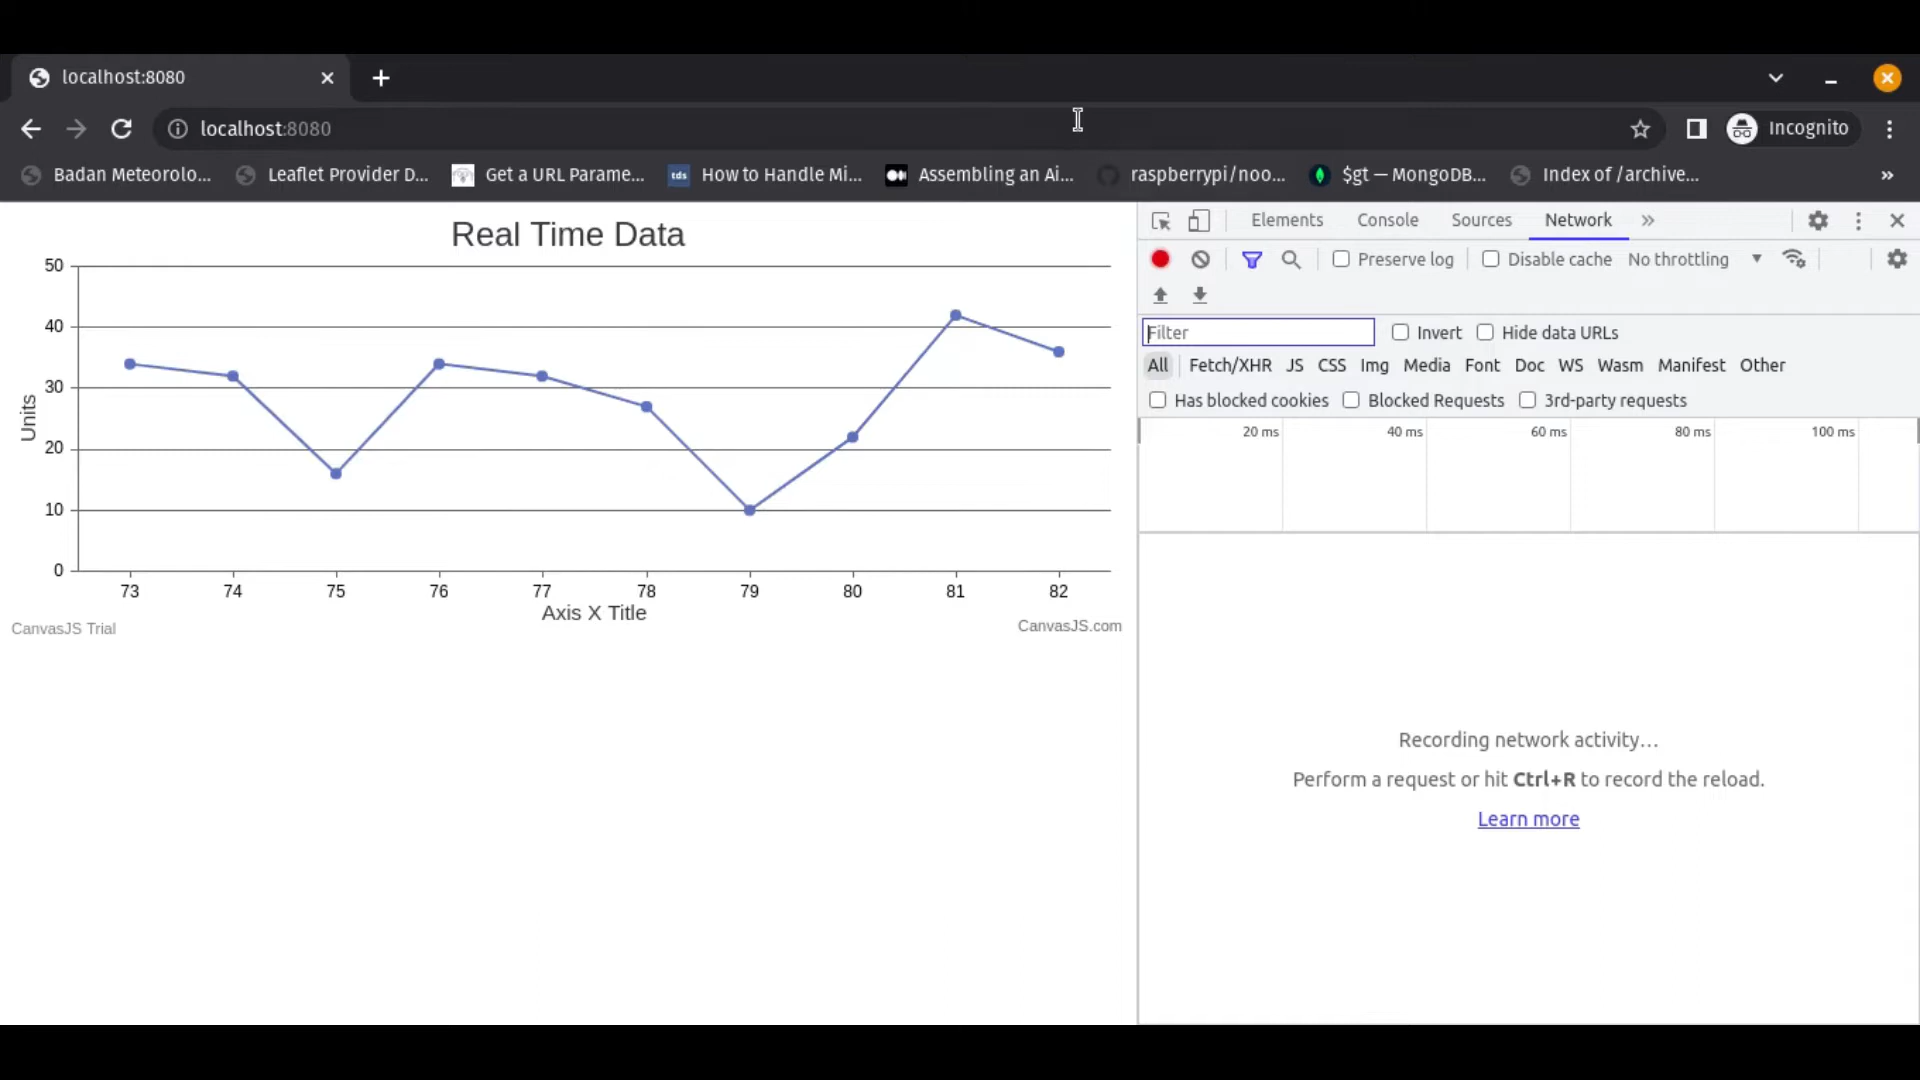 localhost:8080
localhost:8080
Incognito
Badan Meteorolo... Leaflet Provider D... Get a URL Parame... tds How to Handle Mi... Assembling an Ai... raspberrypi/noo... $gt — MongoDB... Index of /archive... »
Real Time Data
50
40
30
20
10
0
Units
73 74 75 76 77 78 79 80 81 82
Axis X Title
CanvasJS Trial
CanvasJS.com
Elements Console Sources Network »
Preserve log Disable cache No throttling
Filter Invert Hide data URLs
All Fetch/XHR JS CSS Img Media Font Doc WS Wasm Manifest Other
Has blocked cookies Blocked Requests 3rd-party requests
20 ms 40 ms 60 ms 80 ms 100 ms
Recording network activity…
Perform a request or hit Ctrl+R to record the reload.
Learn more